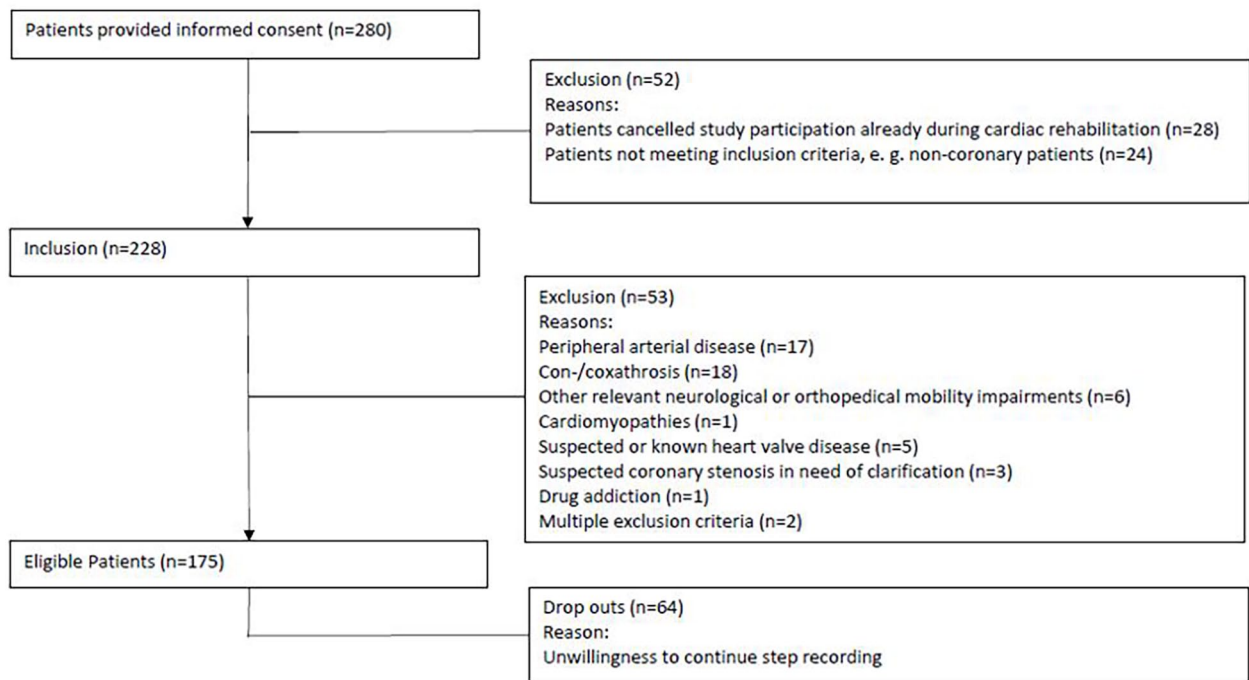 Patients provided informed consent (n=280)
Exclusion (n=52)
Reasons:
Patients cancelled study participation already during cardiac rehabilitation (n=28)
Patients not meeting inclusion criteria, e. g. non-coronary patients (n=24)
Inclusion (n=228)
Exclusion (n=53)
Reasons:
Peripheral arterial disease (n=17)
Con-/coxathrosis (n=18)
Other relevant neurological or orthopedical mobility impairments (n=6)
Cardiomyopathies (n=1)
Suspected or known heart valve disease (n=5)
Suspected coronary stenosis in need of clarification (n=3)
Drug addiction (n=1)
Multiple exclusion criteria (n=2)
Eligible Patients (n=175)
Drop outs (n=64)
Reason:
Unwillingness to continue step recording